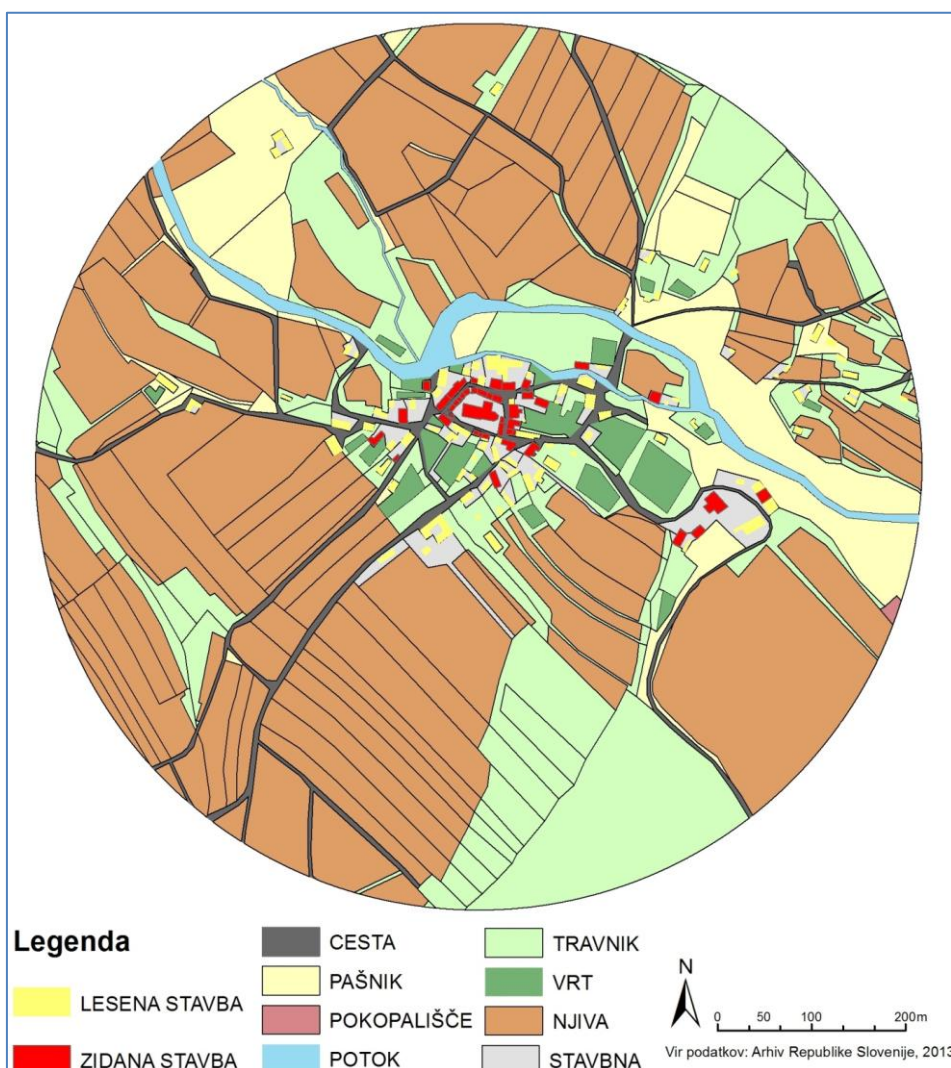 Legenda
LESENA STAVBA
ZIDANA STAVBA
CESTA
PAŠNIK
POKOPALIŠČE
POTOK
TRAVNIK
VRT
NJIVA
STAVBNA
N
0 50 100 200m
Vir podatkov: Arhiv Republike Slovenije, 2013